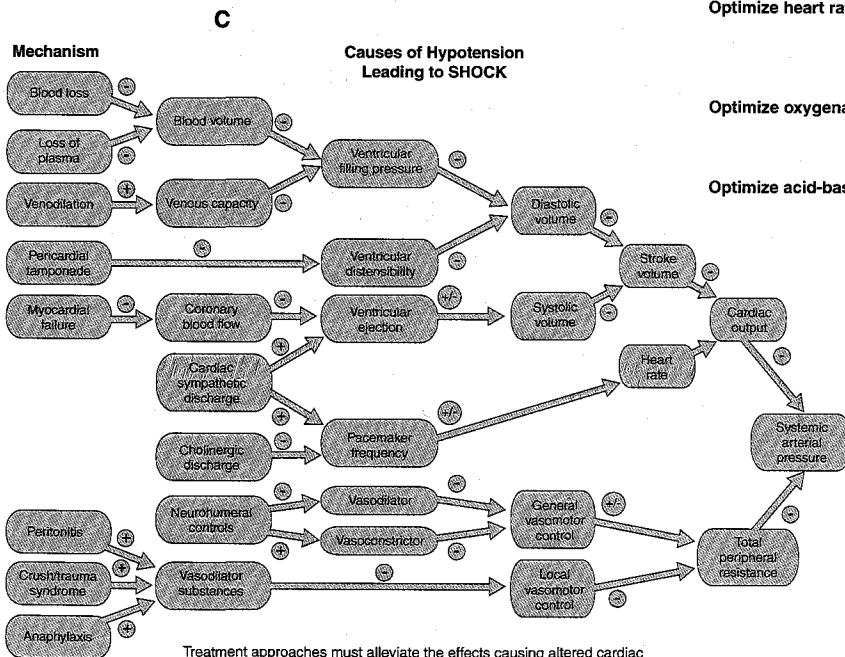 C
Optimize heart ra
Mechanism
Causes of Hypotension
Leading to SHOCK
Optimize oxygena
Optimize acid-bas
Blood loss
-
Blood volume
-
Loss of
plasma
-
Ventricular
filling pressure
-
Venodilation
+
Venous capacity
-
Diastolic
volume
-
Pericardial
tamponade
-
Ventricular
distensibility
-
Stroke
volume
-
Myocardial
failure
-
Coronary
blood flow
-
Ventricular
ejection
+/-
Systolic
volume
-
Cardiac
output
-
Cardiac
sympathetic
discharge
+
+
Heart
rate
Cholinergic
discharge
-
Pacemaker
frequency
+/-
Systemic
arterial
pressure
Neurohumeral
controls
-
+
Vasodilator
-
Vasoconstrictor
-
General
vasomotor
control
+/-
Peritonitis
+
Total
peripheral
resistance
-
Crush/trauma
syndrome
+
Vasodilator
substances
-
Local
vasomotor
control
-
Anaphylaxis
+
Treatment approaches must alleviate the effects causing altered cardiac